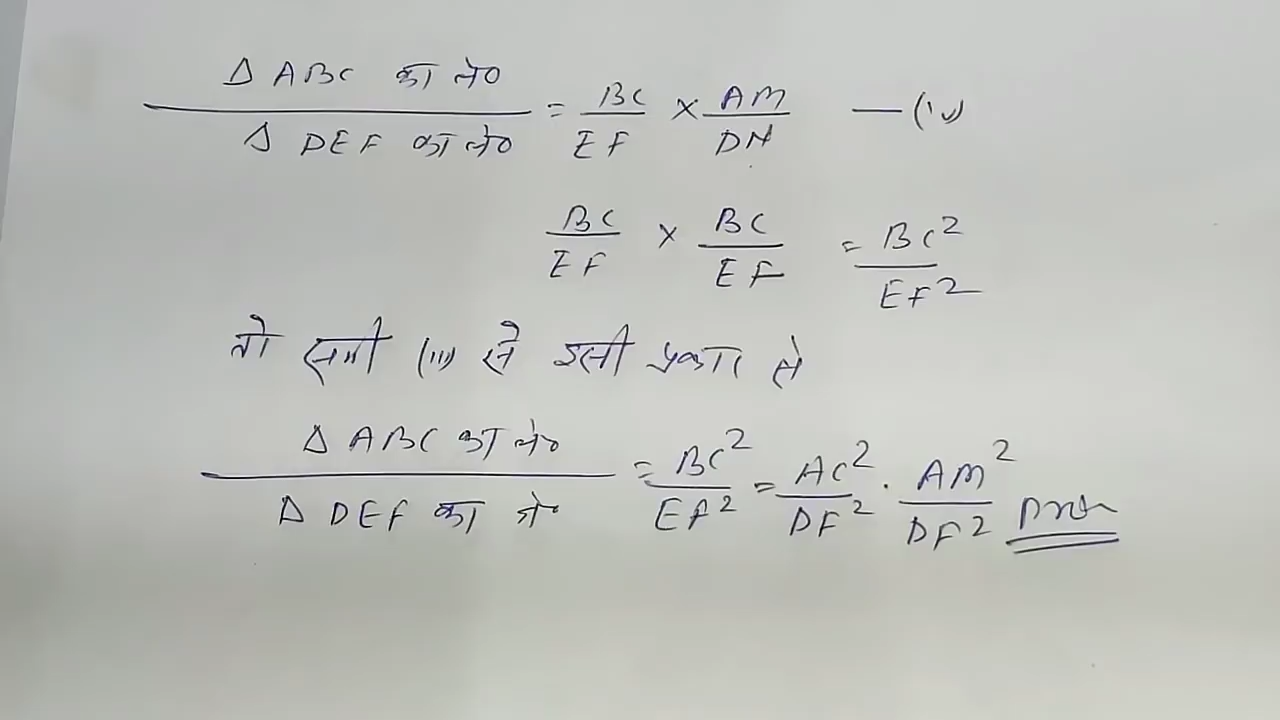 Δ ABC का क्षे०
Δ DEF का क्षे० = BC / EF × AM / DN — (iv)
BC / EF × BC / EF = BC² / EF²
तो समी (iii) से इसी प्रकार से
Δ ABC का क्षे०
Δ DEF का क्षे० = BC² / EF² = AC² / DF² . AM² / DF²